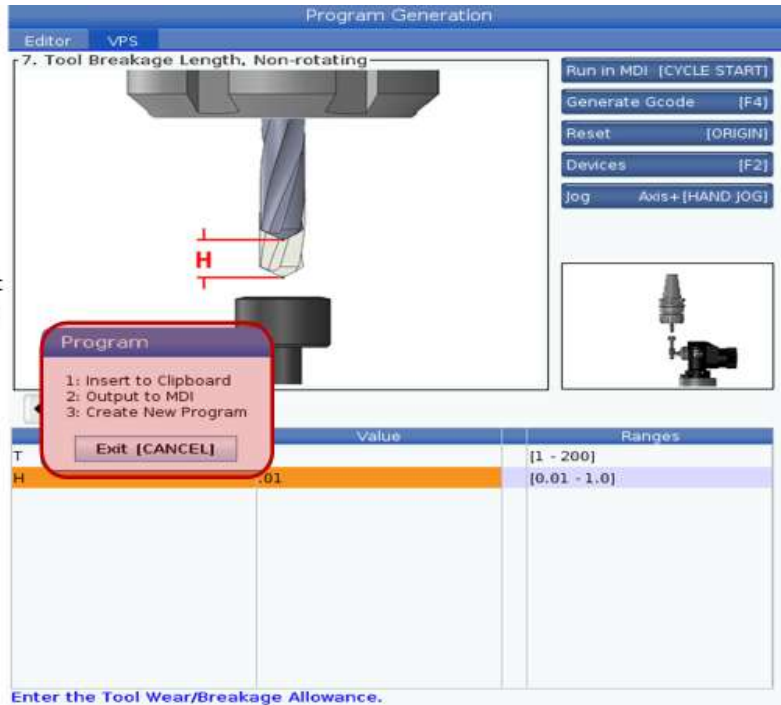 Program Generation
Editor VPS
7. Tool Breakage Length, Non-rotating
Run in MDI [CYCLE START]
Generate Gcode [F4]
Reset [ORIGIN]
Devices [F2]
Jog Axis+[HAND JOG]
H
Program
1: Insert to Clipboard
2: Output to MDI
3: Create New Program
Exit [CANCEL]
Value Ranges
T [1 - 200]
H .01 [0.01 - 1.0]
Enter the Tool Wear/Breakage Allowance.